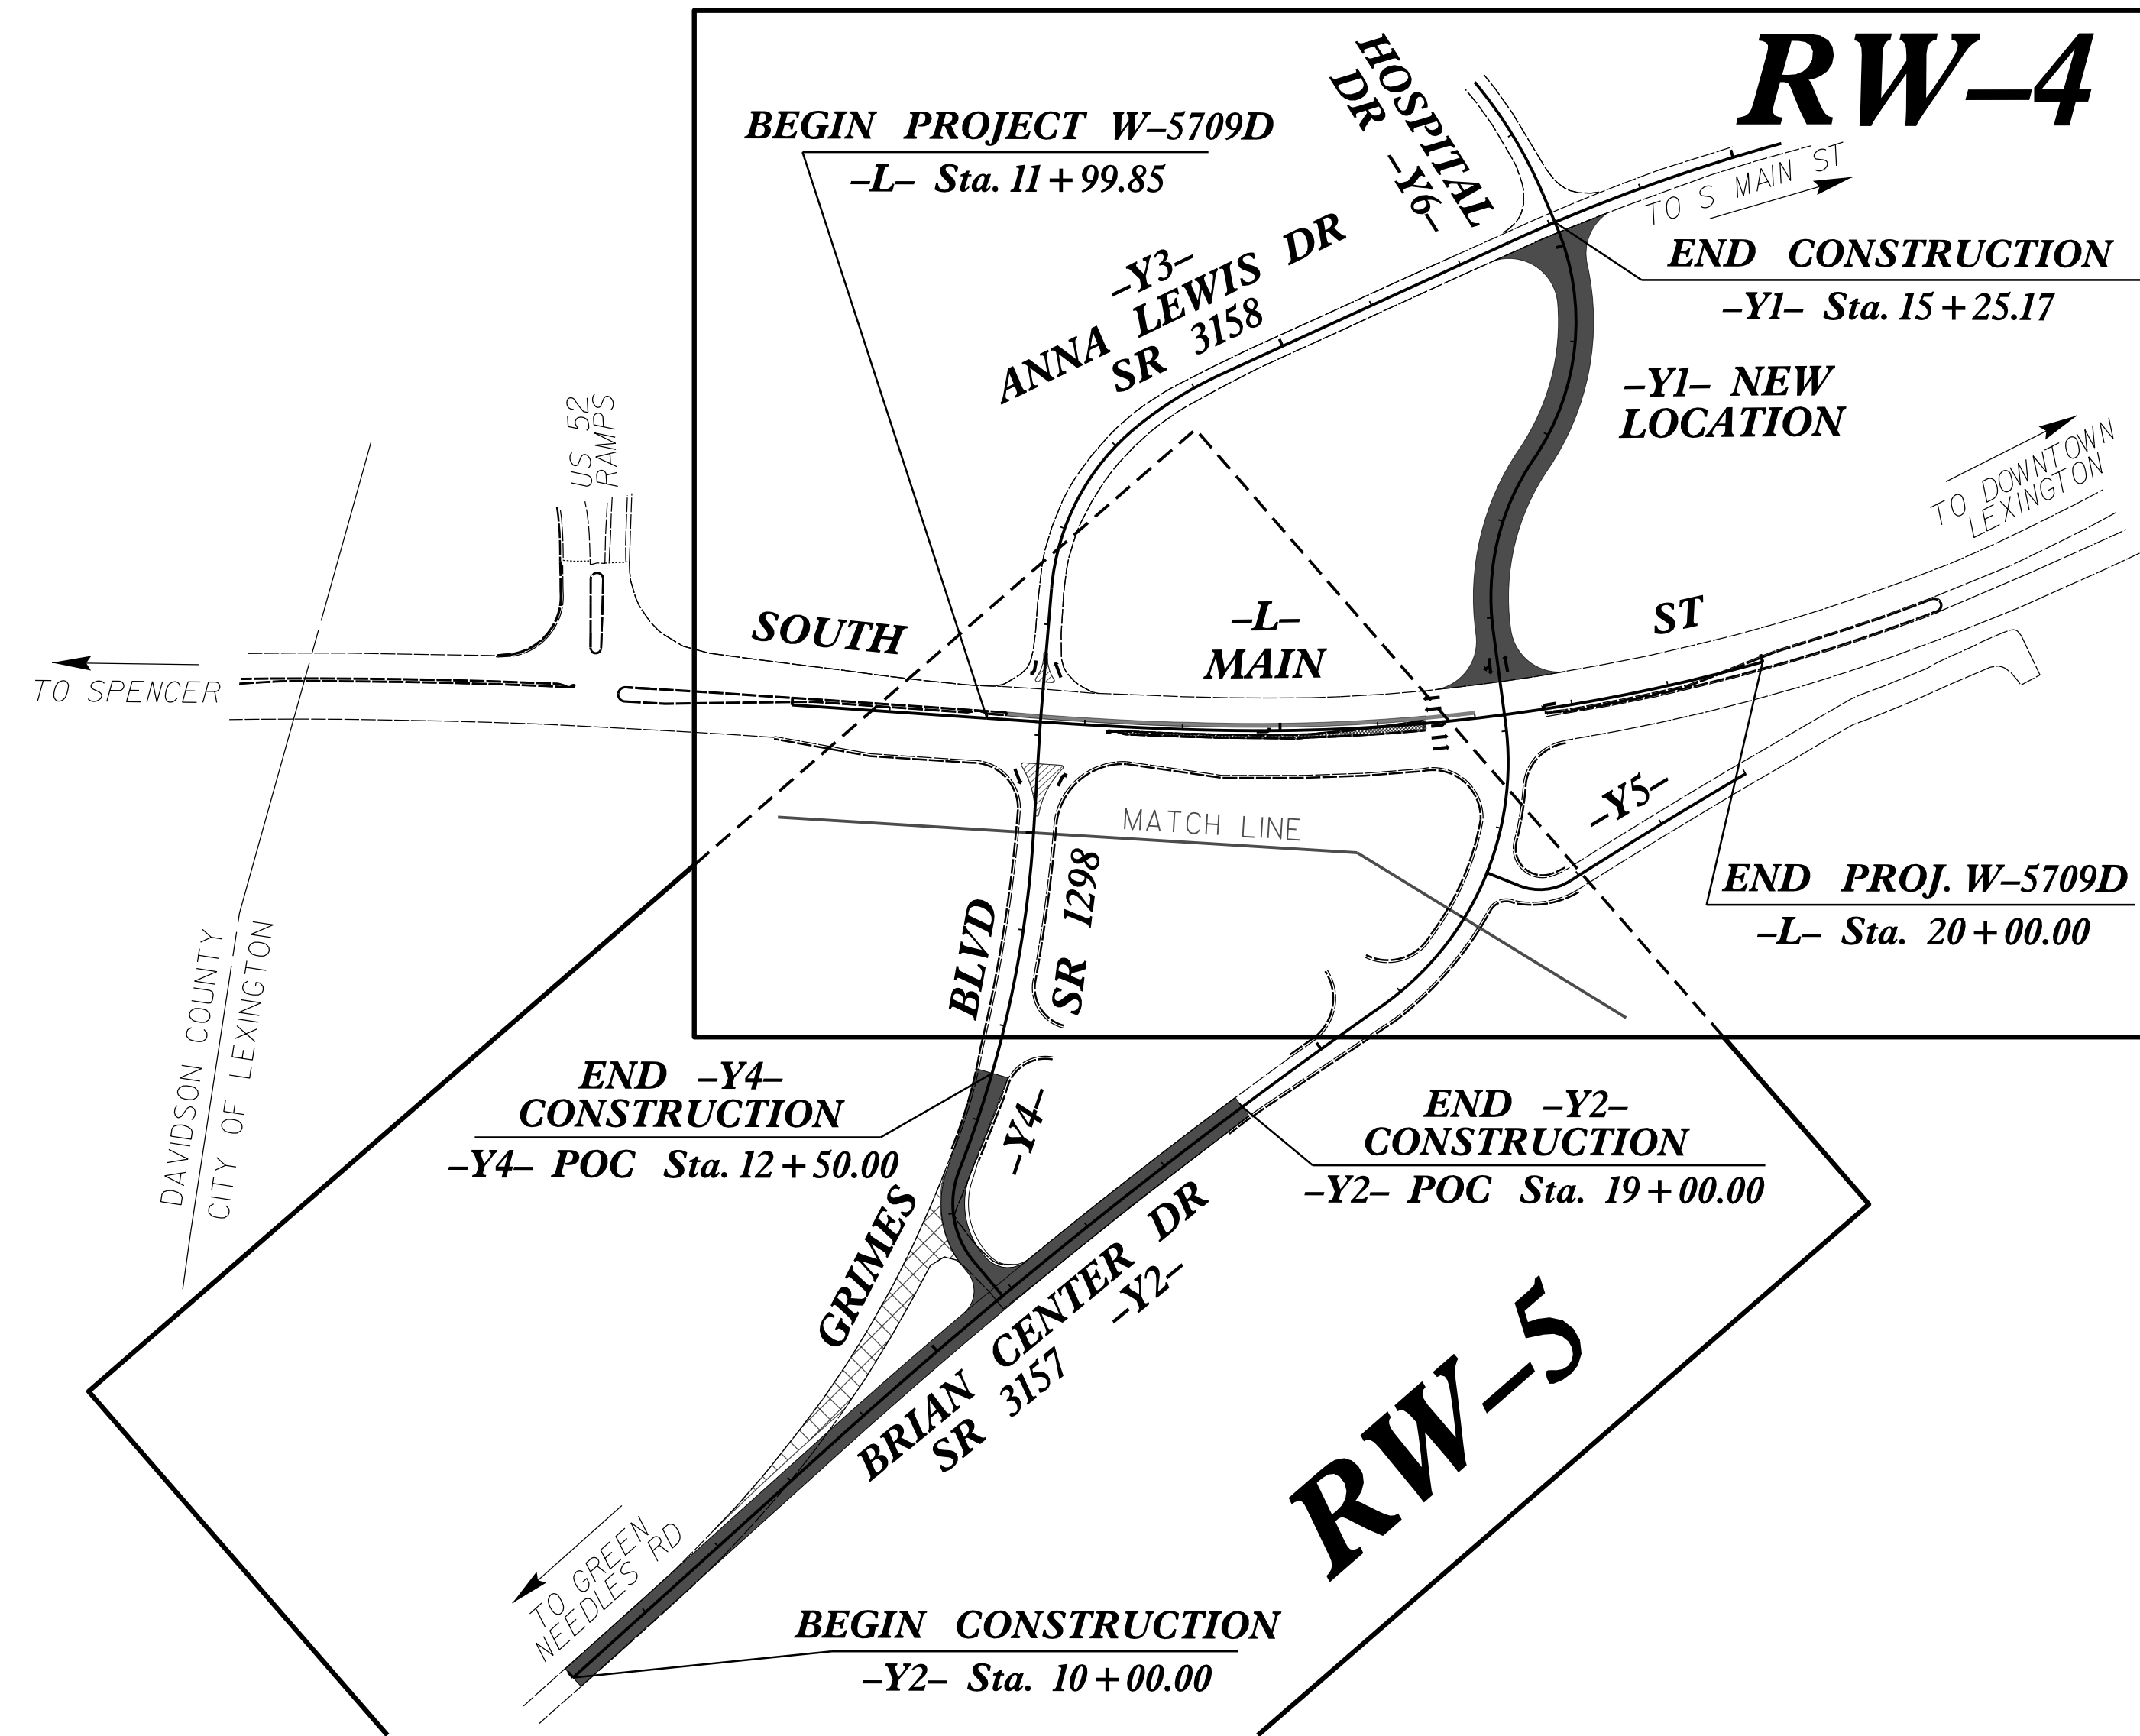 RW–4
HOSPITAL
DR –Y6–
BEGIN PROJECT W–5709D
–L– Sta. 11+99.85
TO S MAIN ST
END CONSTRUCTION
–Y1– Sta. 15+25.17
–Y3–
ANNA LEWIS DR
SR 3158
–Y1– NEW
LOCATION
US 52
RAMPS
TO DOWNTOWN
LEXINGTON
SOUTH
–L–
MAIN
ST
TO SPENCER
MATCH LINE
–Y5–
END PROJ. W–5709D
–L– Sta. 20+00.00
BLVD
SR 1298
DAVIDSON COUNTY
CITY OF LEXINGTON
END –Y4–
CONSTRUCTION
–Y4– POC Sta. 12+50.00
–Y4–
END –Y2–
CONSTRUCTION
–Y2– POC Sta. 19+00.00
GRIMES
BRIAN CENTER DR
SR 3157
–Y2–
RW–5
TO GREEN
NEEDLES RD
BEGIN CONSTRUCTION
–Y2– Sta. 10+00.00